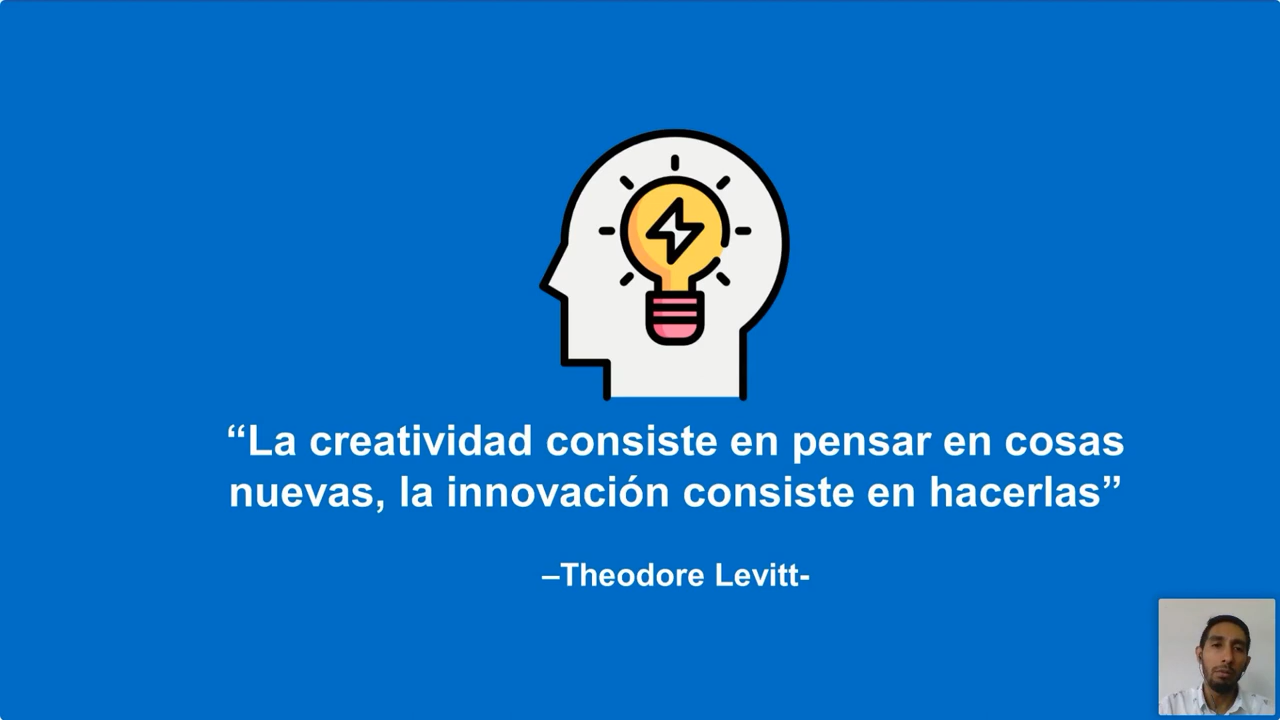 “La creatividad consiste en pensar en cosas
nuevas, la innovación consiste en hacerlas”
–Theodore Levitt-